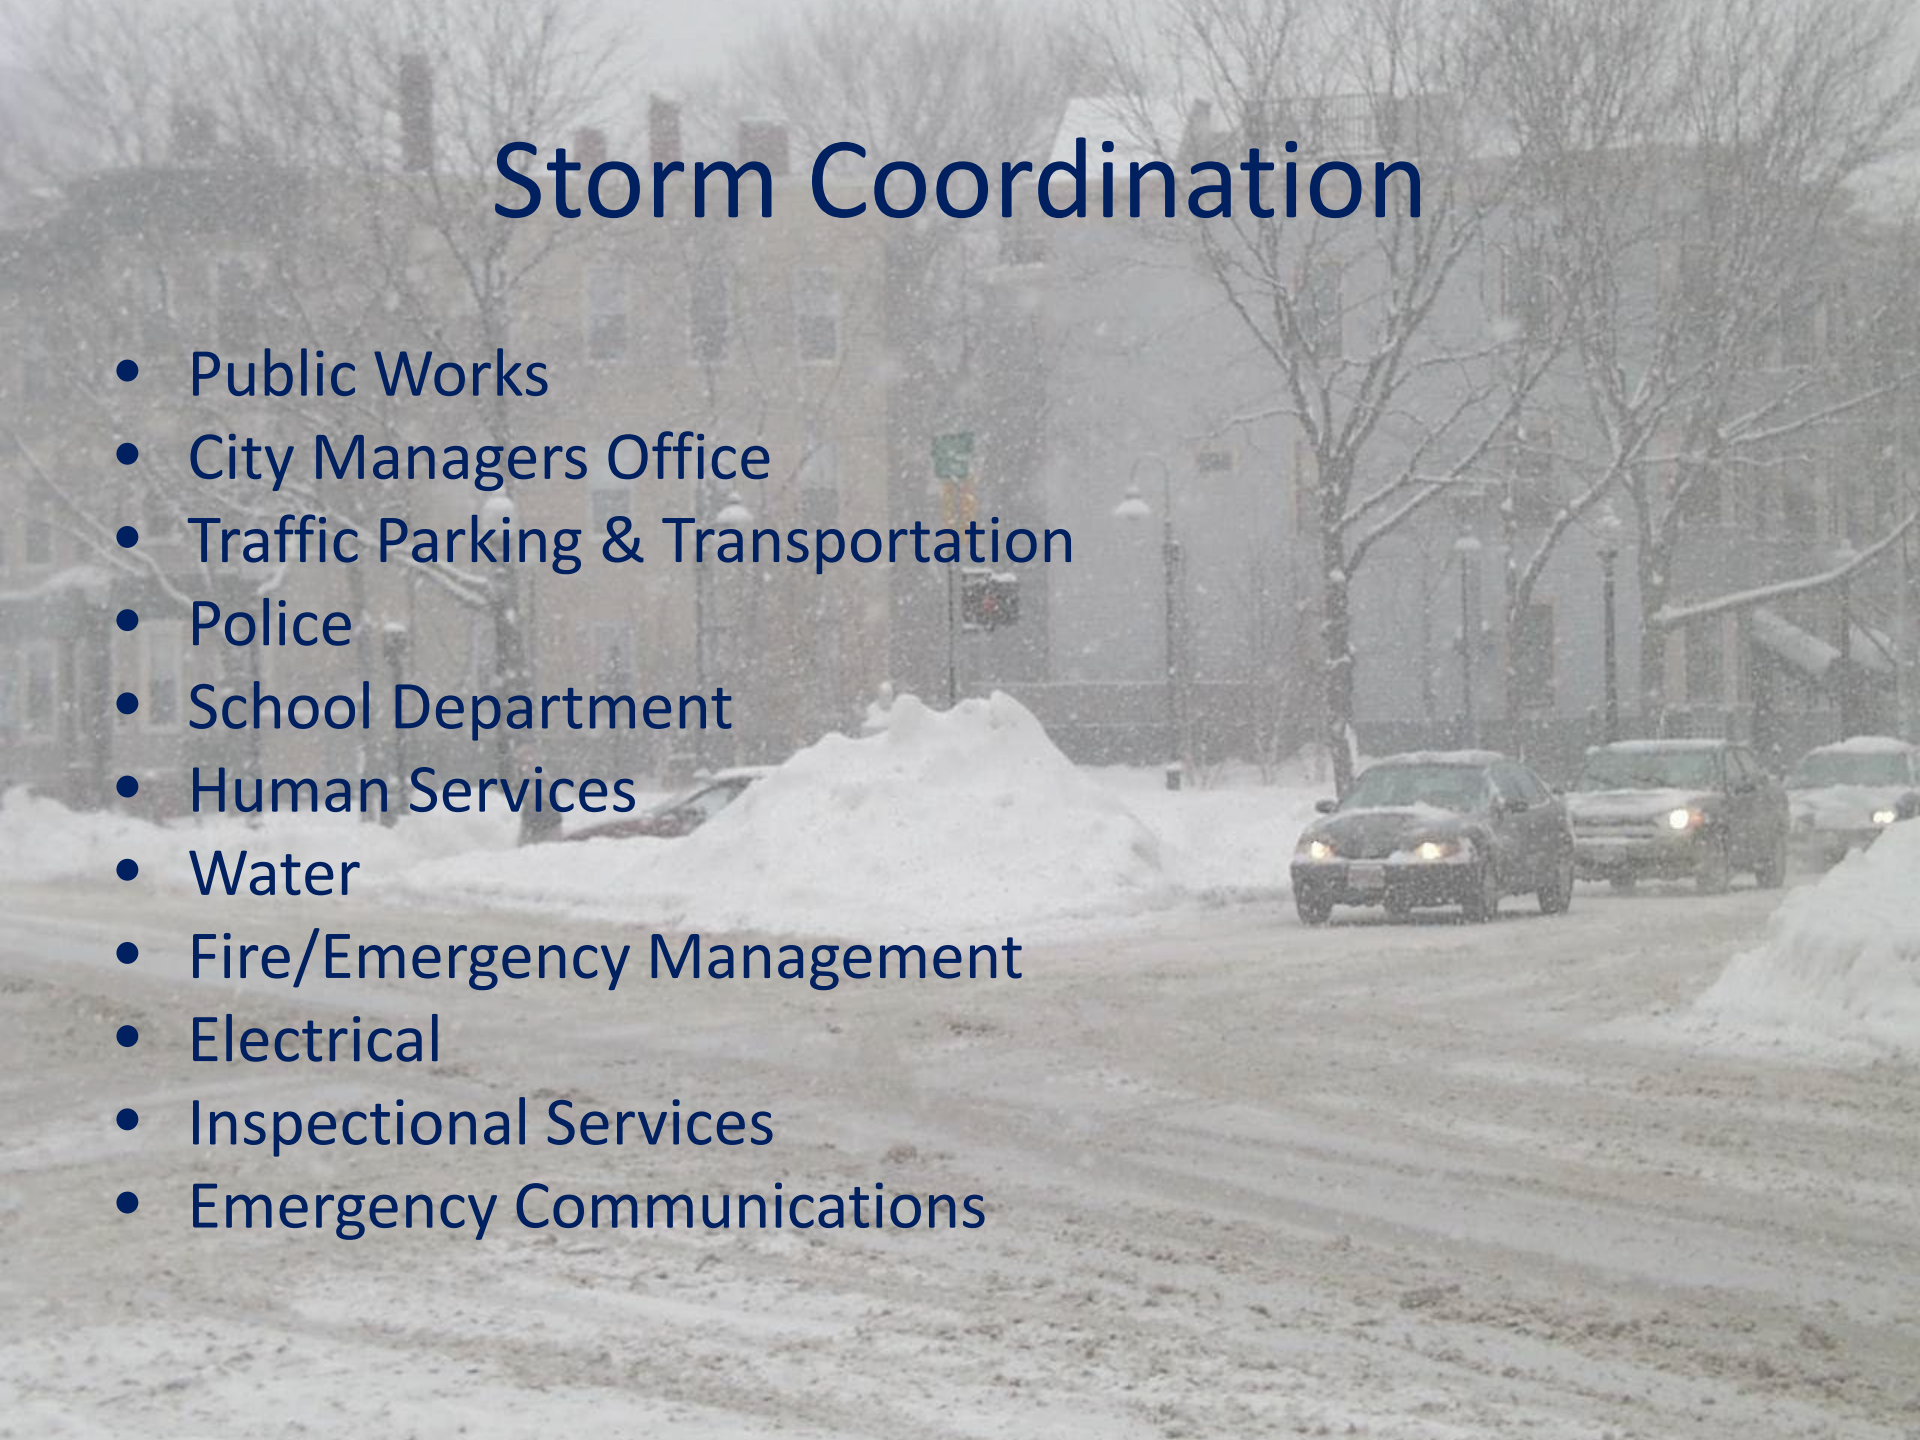 Storm Coordination
• Public Works
• City Managers Office
• Traffic Parking & Transportation
• Police
• School Department
• Human Services
• Water
• Fire/Emergency Management
• Electrical
• Inspectional Services
• Emergency Communications